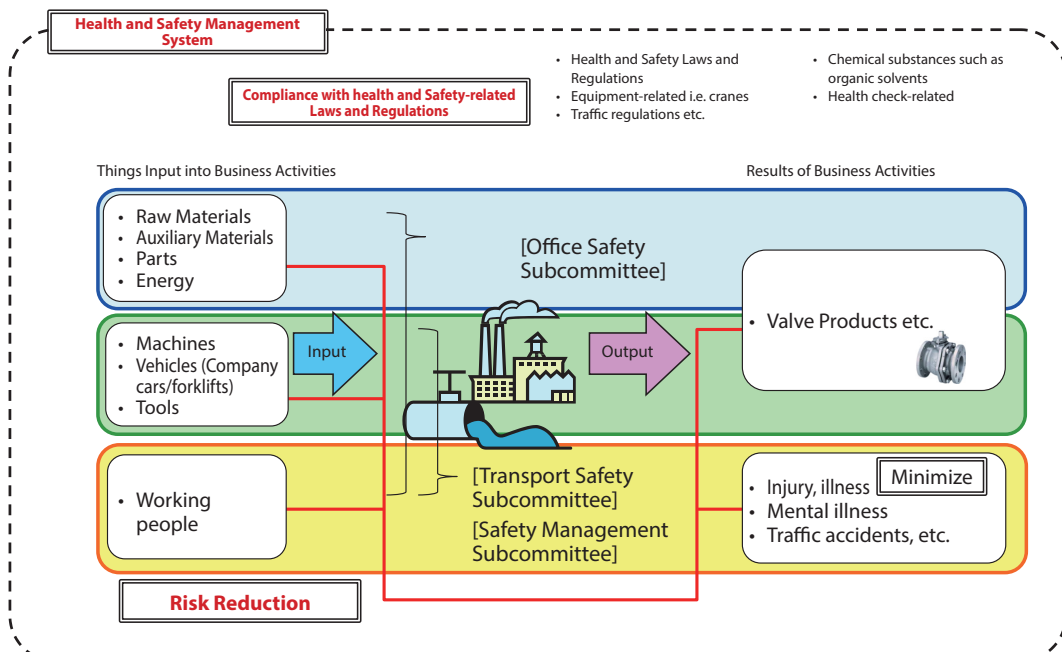 Health and Safety Management
System
Compliance with health and Safety-related
Laws and Regulations
• Health and Safety Laws and
Regulations
• Equipment-related i.e. cranes
• Traffic regulations etc.
• Chemical substances such as
organic solvents
• Health check-related
Things Input into Business Activities
Results of Business Activities
• Raw Materials
• Auxiliary Materials
• Parts
• Energy
[Office Safety
Subcommittee]
• Machines
• Vehicles (Company
cars/forklifts)
• Tools
Input
Output
• Valve Products etc.
• Working
people
[Transport Safety
Subcommittee]
[Safety Management
Subcommittee]
Minimize
• Injury, illness
• Mental illness
• Traffic accidents, etc.
Risk Reduction